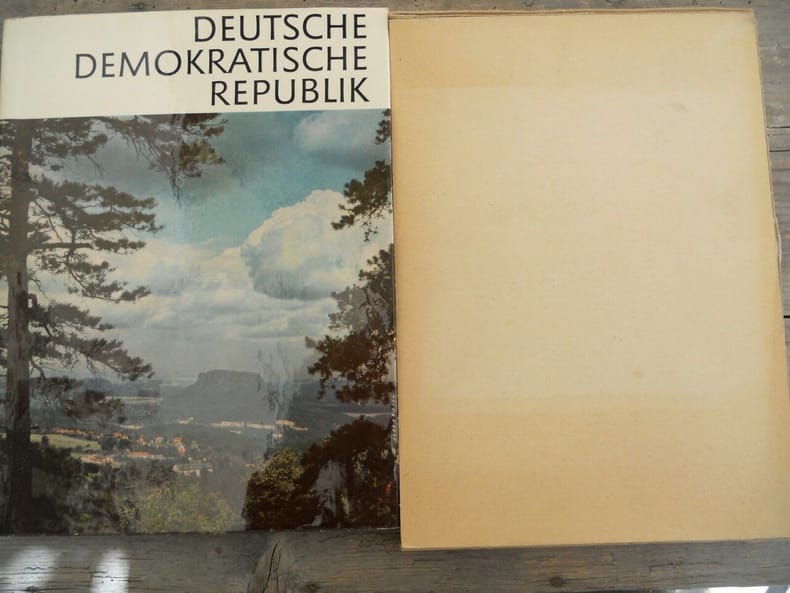 DEUTSCHE
DEMOKRATISCHE
REPUBLIK